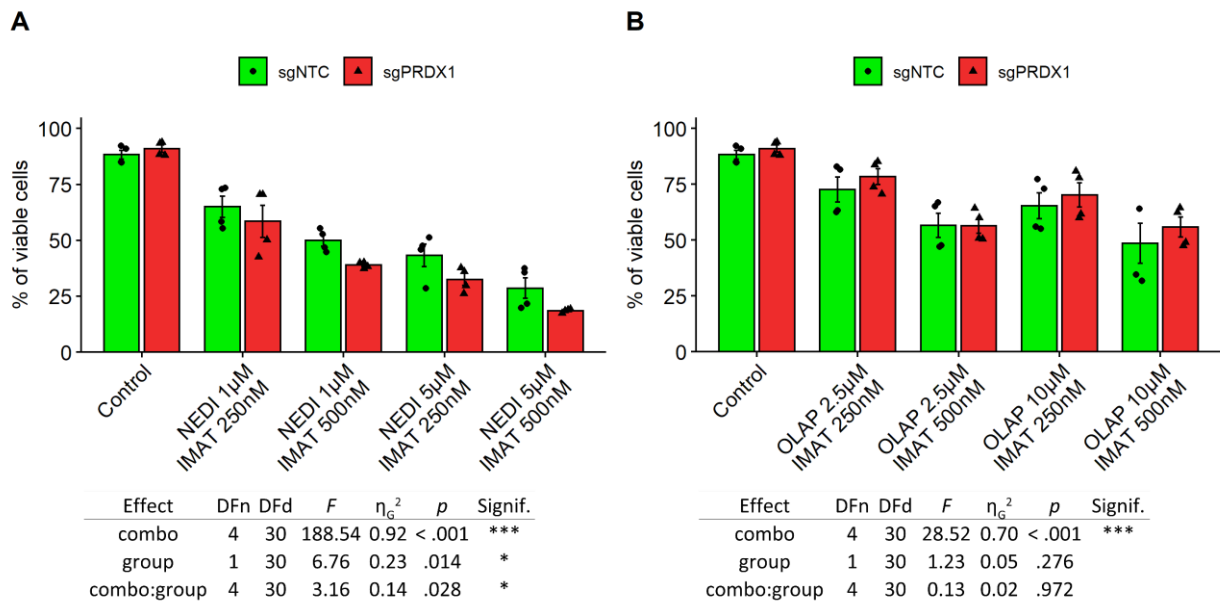 A
sgNTC sgPRDX1
% of viable cells
100
75
50
25
0
Control
NEDI 1µM
IMAT 250nM
NEDI 1µM
IMAT 500nM
NEDI 5µM
IMAT 250nM
NEDI 5µM
IMAT 500nM
Effect DFn DFd F ηG² p Signif.
combo 4 30 188.54 0.92 < .001 ***
group 1 30 6.76 0.23 .014 *
combo:group 4 30 3.16 0.14 .028 *
B
sgNTC sgPRDX1
% of viable cells
100
75
50
25
0
Control
OLAP 2.5µM
IMAT 250nM
OLAP 2.5µM
IMAT 500nM
OLAP 10µM
IMAT 250nM
OLAP 10µM
IMAT 500nM
Effect DFn DFd F ηG² p Signif.
combo 4 30 28.52 0.70 < .001 ***
group 1 30 1.23 0.05 .276
combo:group 4 30 0.13 0.02 .972